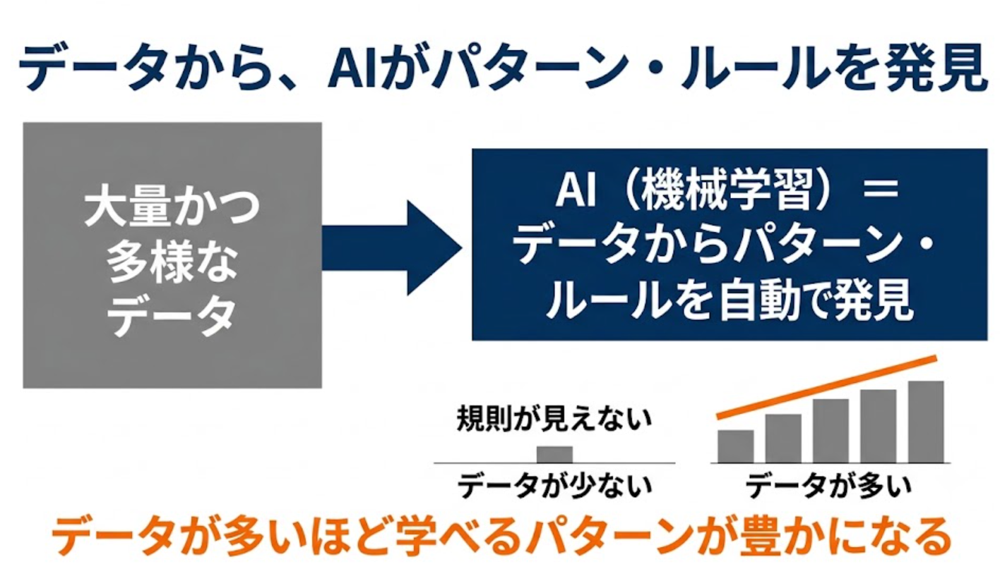 データから、AIがパターン・ルールを発見
大量かつ
多様な
データ
AI（機械学習）＝
データからパターン・
ルールを自動で発見
規則が見えない
データが少ない
データが多い
データが多いほど学べるパターンが豊かになる